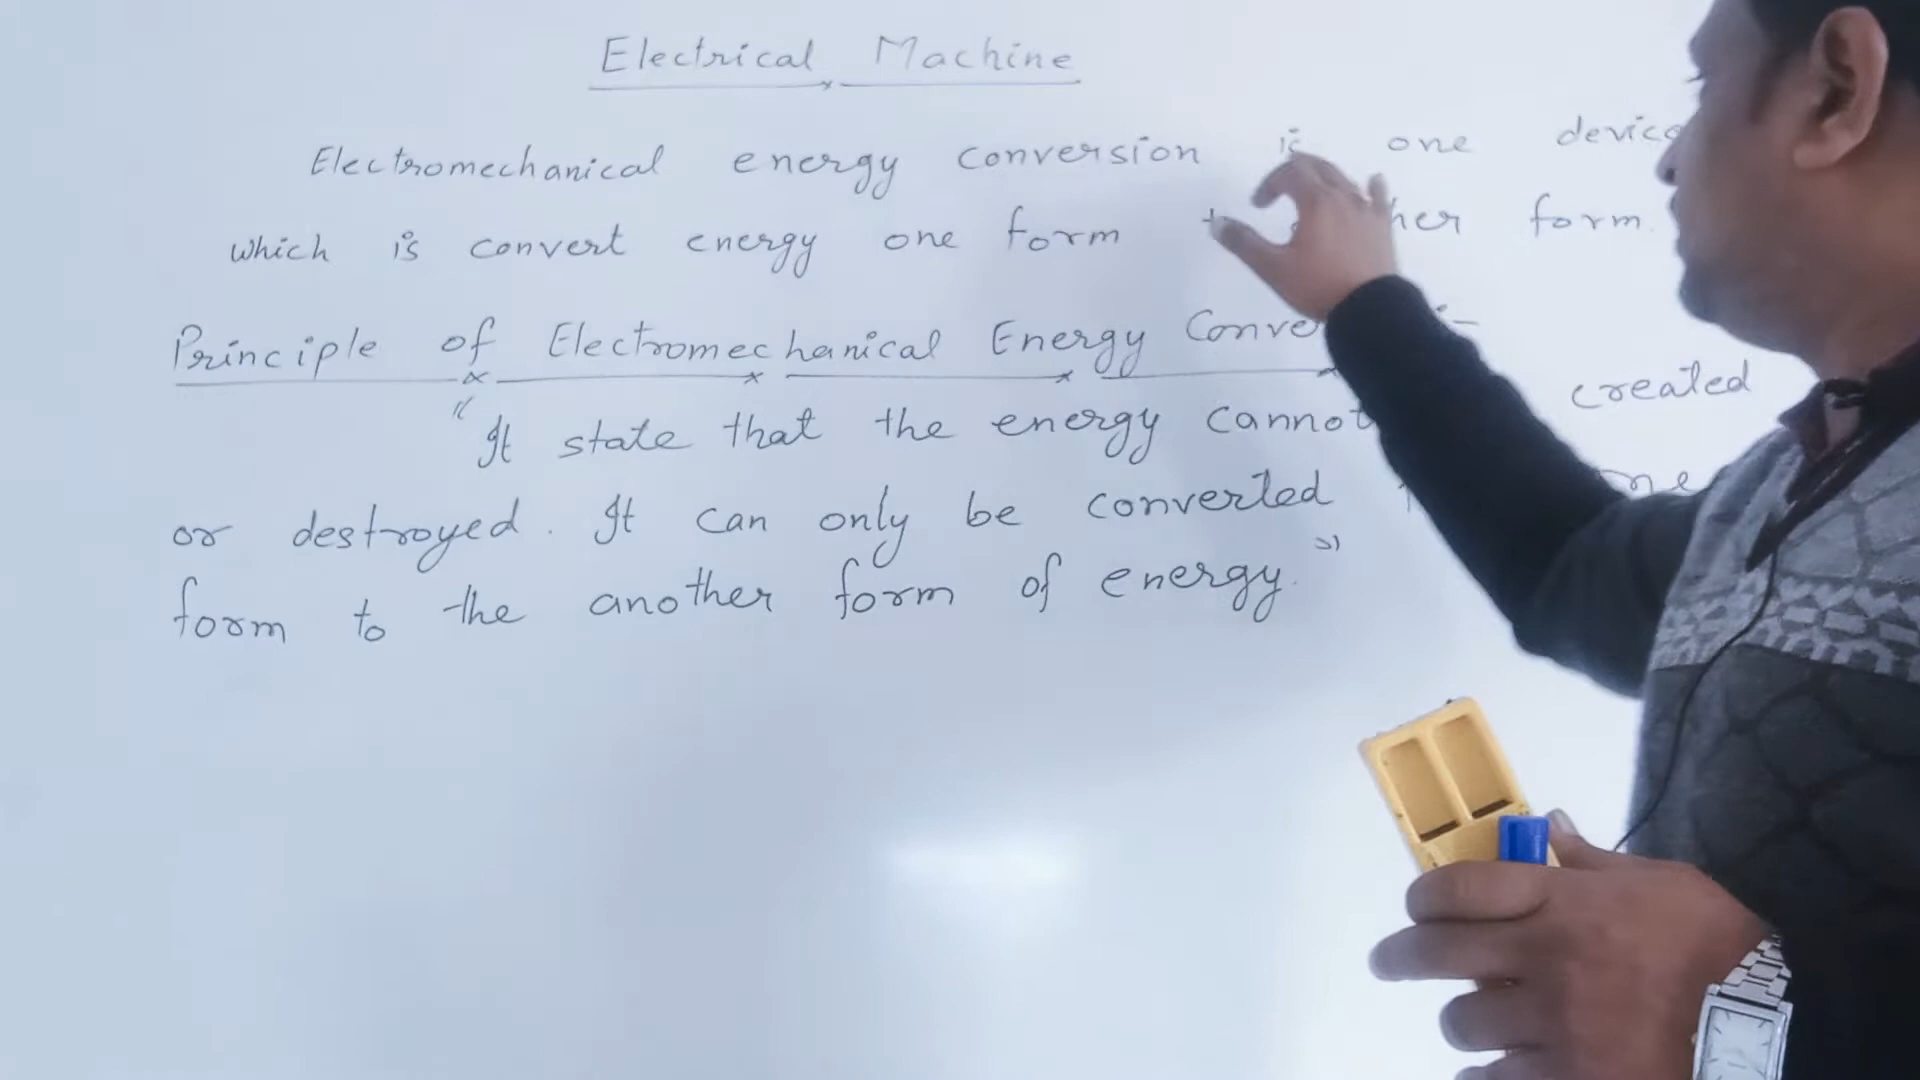 Electrical Machine
Electromechanical energy conversion is one device
which is convert energy one form form.
Principle of Electromechanical Energy
"It state that the energy cannot created
or destroyed. It can only be converted
form to the another form of energy."